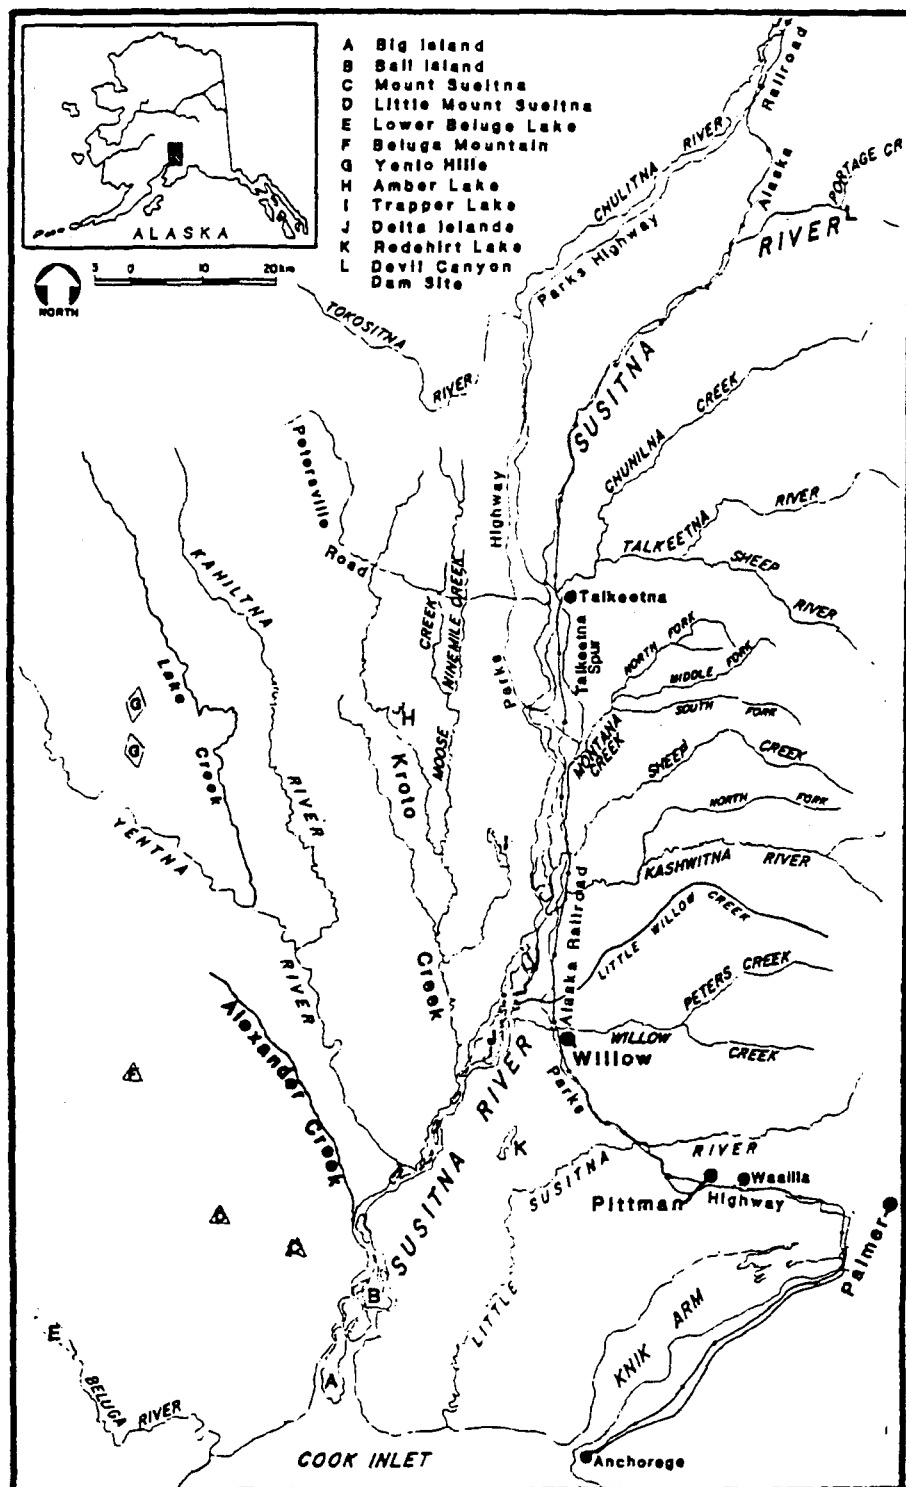 A Big Island
B Bell Island
C Mount Susitna
D Little Mount Susitna
E Lower Beluga Lake
F Beluga Mountain
G Yenlo Hills
H Amber Lake
I Trapper Lake
J Delta Islands
K Redshirt Lake
L Devil Canyon
Dam Site
ALASKA
NORTH
5 0 10 20 km
TOKOSITNA
RIVER
CHULITNA RIVER
Parks Highway
Alaska
Railroad
PORTAGE CR
L
RIVER
SUSITNA
CHUNILNA CREEK
TALKEETNA RIVER
SHEEP
RIVER
Petersville
Road
Highway
Parks
Talkeetna
Talkeetna
Spur
NORTH FORK
MIDDLE FORK
SOUTH FORK
MONTANA
CREEK
SHEEP CREEK
NORTH FORK
KASHWITNA RIVER
LITTLE WILLOW CREEK
PETERS CREEK
WILLOW
CREEK
Willow
Alaska Railroad
Parks
KAHILTNA
RIVER
Lake
Creek
G
G
YENTNA
RIVER
CREEK
NINEMILE CREEK
MOOSE
H
Kroto
Creek
I
J
Alexander Creek
F
D
C
SUSITNA RIVER
K
LITTLE
SUSITNA
RIVER
Pittman
Wasilla
Highway
Palmer
B
A
E
BELUGA RIVER
KNIK ARM
COOK INLET
Anchorage